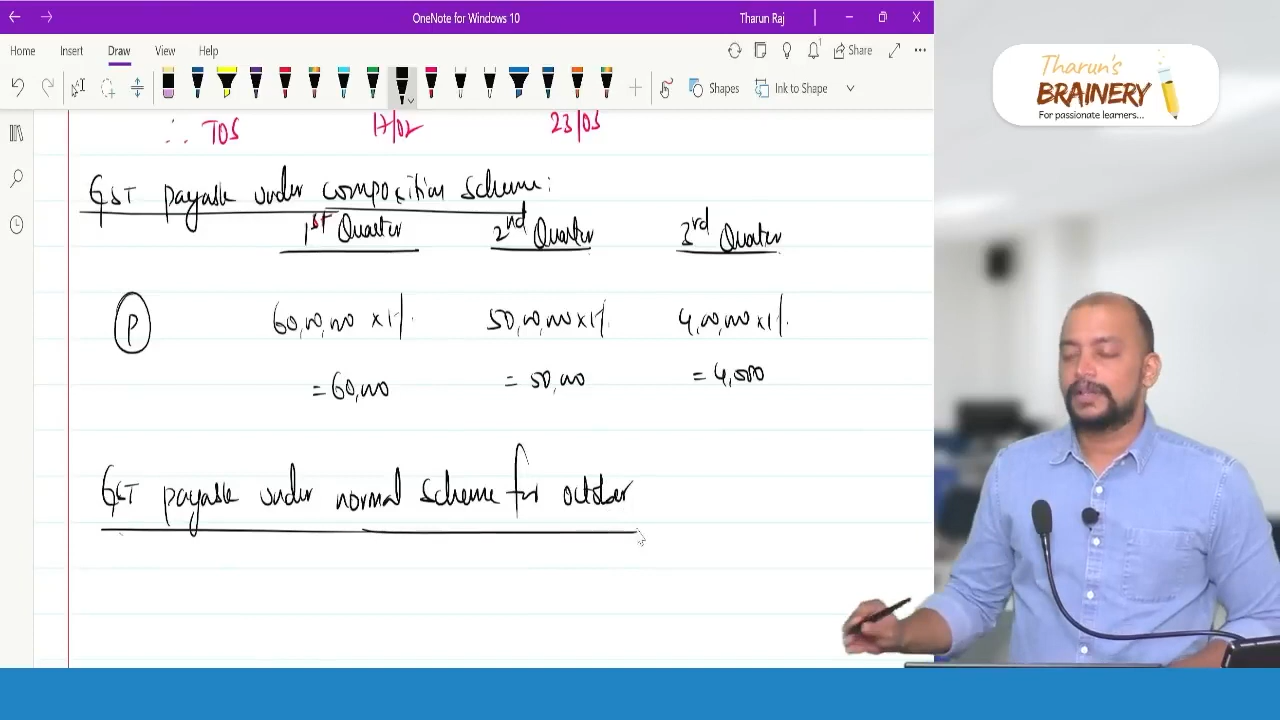 OneNote for Windows 10
Tharun Raj
Home Insert Draw View Help
Share
Shapes
Ink to Shape
Tharun's
BRAINERY
For passionate learners...
∴ TOS 17/02 23/05
GST payable under composition scheme:
1st Quarter 2nd Quarter 3rd Quarter
P 60,00,000 x 1% 50,00,000 x 1% 4,00,000 x 1%
= 60,000 = 50,000 = 4,500
GST payable under normal scheme for october